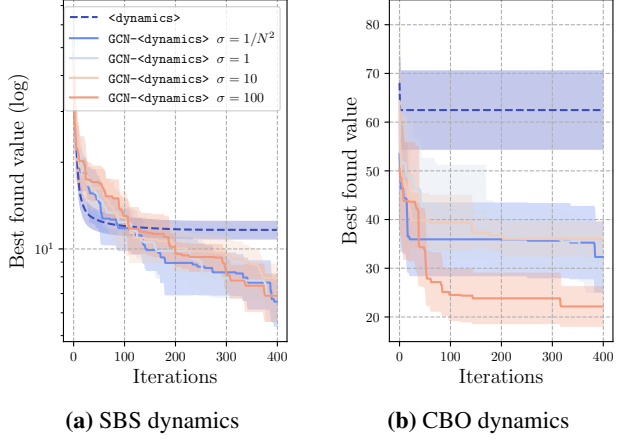 <dynamics>
GCN-<dynamics> σ = 1/N²
GCN-<dynamics> σ = 1
GCN-<dynamics> σ = 10
GCN-<dynamics> σ = 100
Best found value (log)
10¹
0 100 200 300 400
Iterations
(a) SBS dynamics
Best found value
80
70
60
50
40
30
20
0 100 200 300 400
Iterations
(b) CBO dynamics